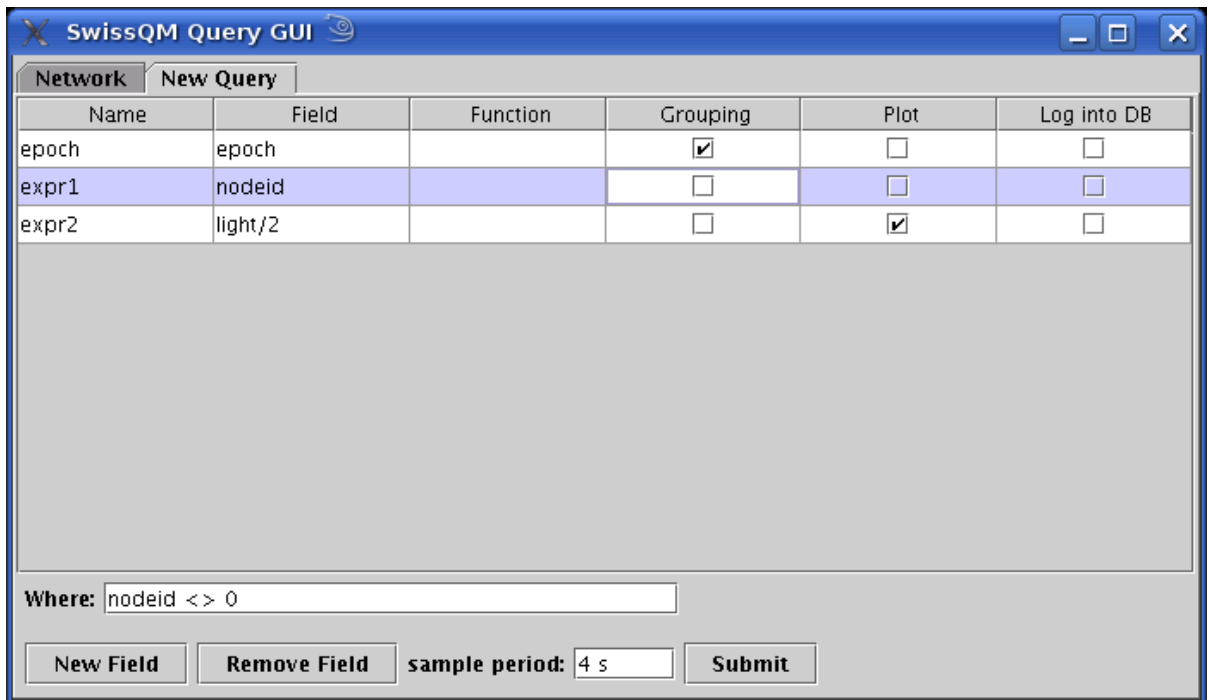 SwissQM Query GUI
Network New Query
Name Field Function Grouping Plot Log into DB
epoch epoch
expr1 nodeid
expr2 light/2
Where: nodeid <> 0
New Field Remove Field sample period: 4 s Submit